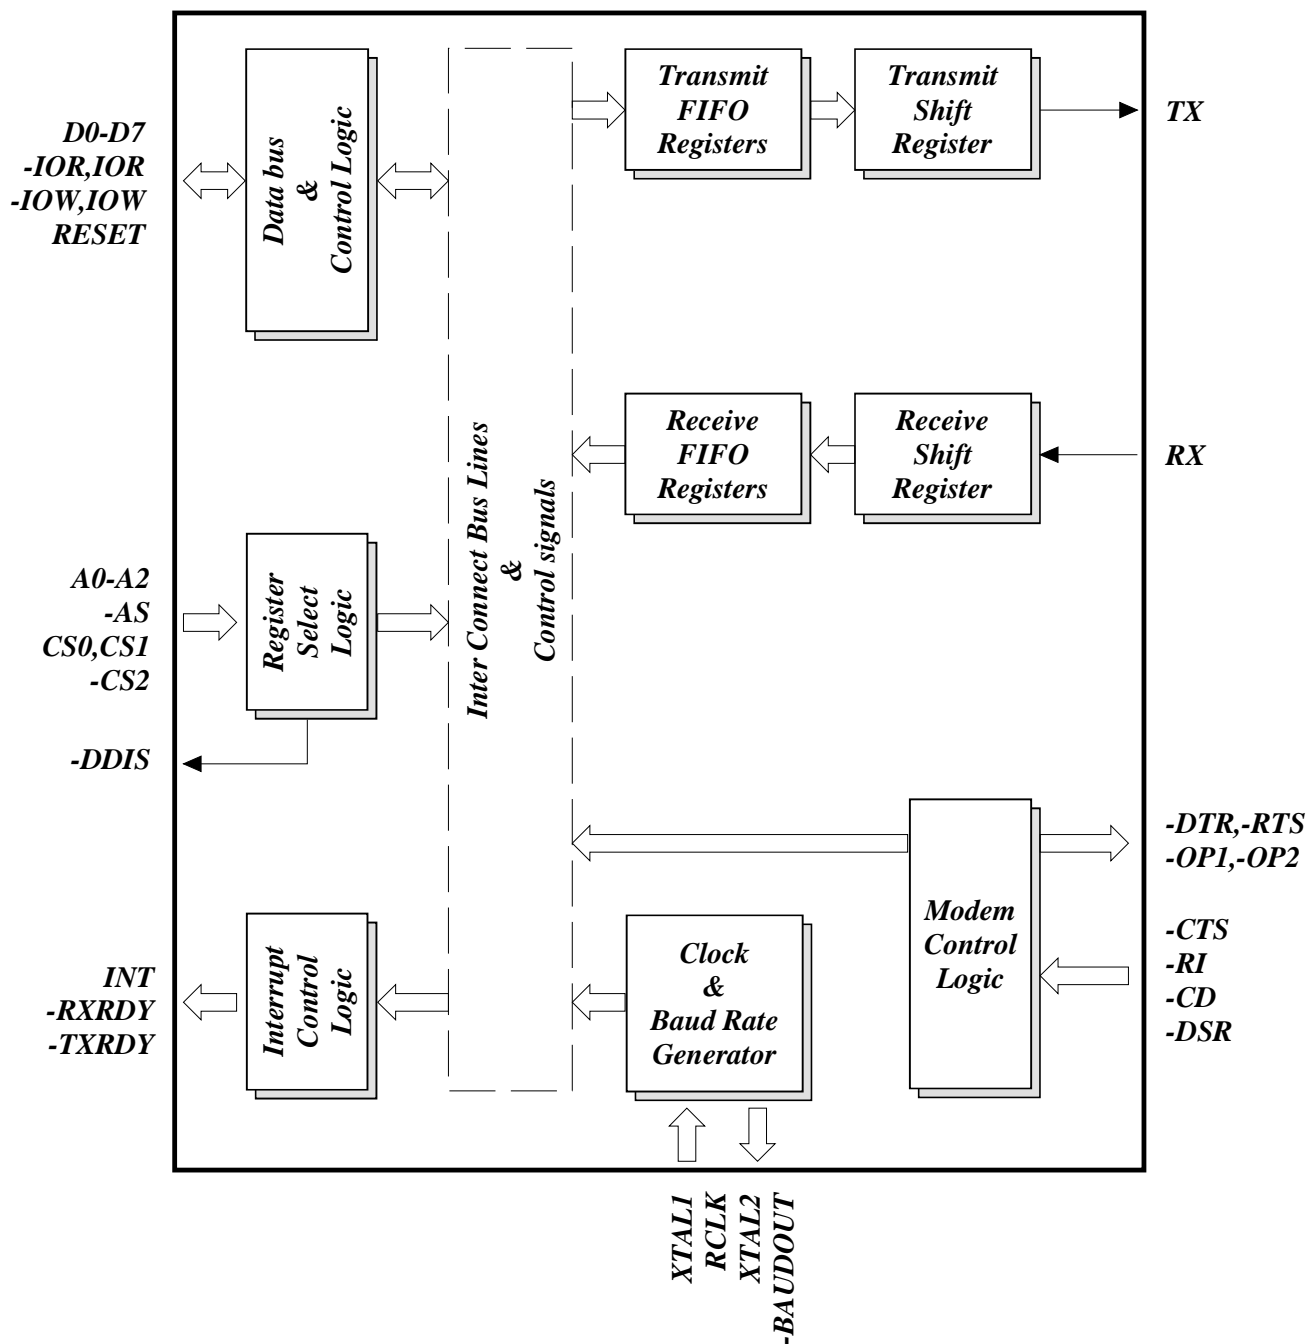 D0-D7
-IOR,IOR
-IOW,IOW
RESET
Data bus
&
Control Logic
A0-A2
-AS
CS0,CS1
-CS2
Register
Select
Logic
-DDIS
INT
-RXRDY
-TXRDY
Interrupt
Control
Logic
Inter Connect Bus Lines
&
Control signals
Transmit
FIFO
Registers
Transmit
Shift
Register
TX
Receive
FIFO
Registers
Receive
Shift
Register
RX
Clock
&
Baud Rate
Generator
Modem
Control
Logic
-DTR,-RTS
-OP1,-OP2
-CTS
-RI
-CD
-DSR
XTAL1
RCLK
XTAL2
-BAUDOUT